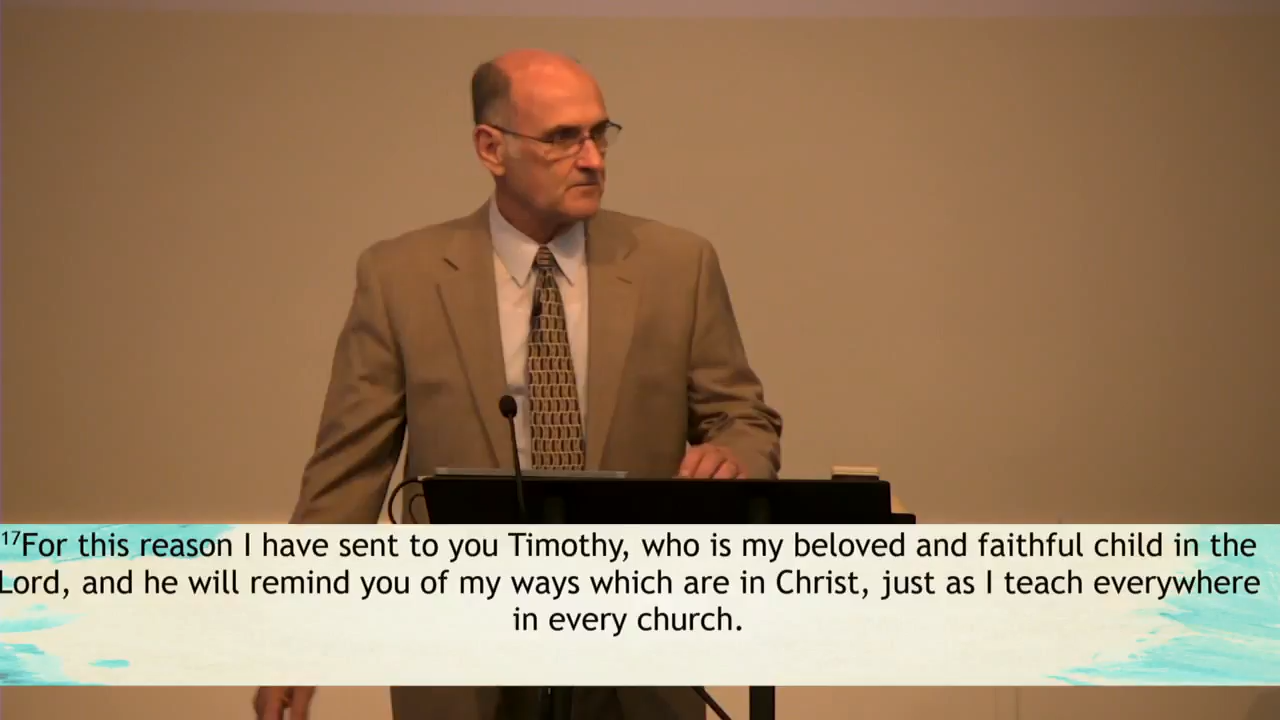 ¹⁷For this reason I have sent to you Timothy, who is my beloved and faithful child in the
Lord, and he will remind you of my ways which are in Christ, just as I teach everywhere
in every church.